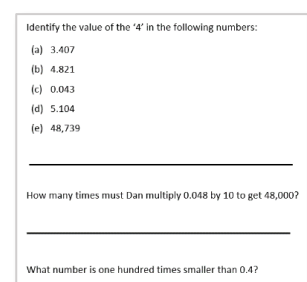 Identify the value of the ‘4’ in the following numbers:
(a) 3.407
(b) 4.821
(c) 0.043
(d) 5.104
(e) 48,739
How many times must Dan multiply 0.048 by 10 to get 48,000?
What number is one hundred times smaller than 0.4?